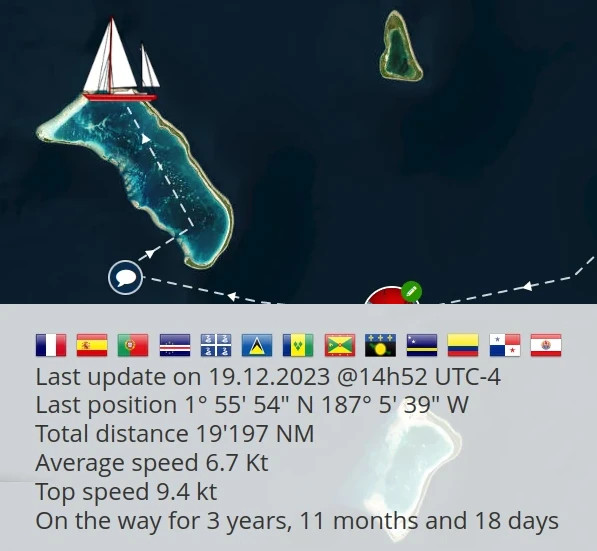 Last update on 19.12.2023 @14h52 UTC-4
Last position 1° 55' 54" N 187° 5' 39" W
Total distance 19'197 NM
Average speed 6.7 Kt
Top speed 9.4 kt
On the way for 3 years, 11 months and 18 days